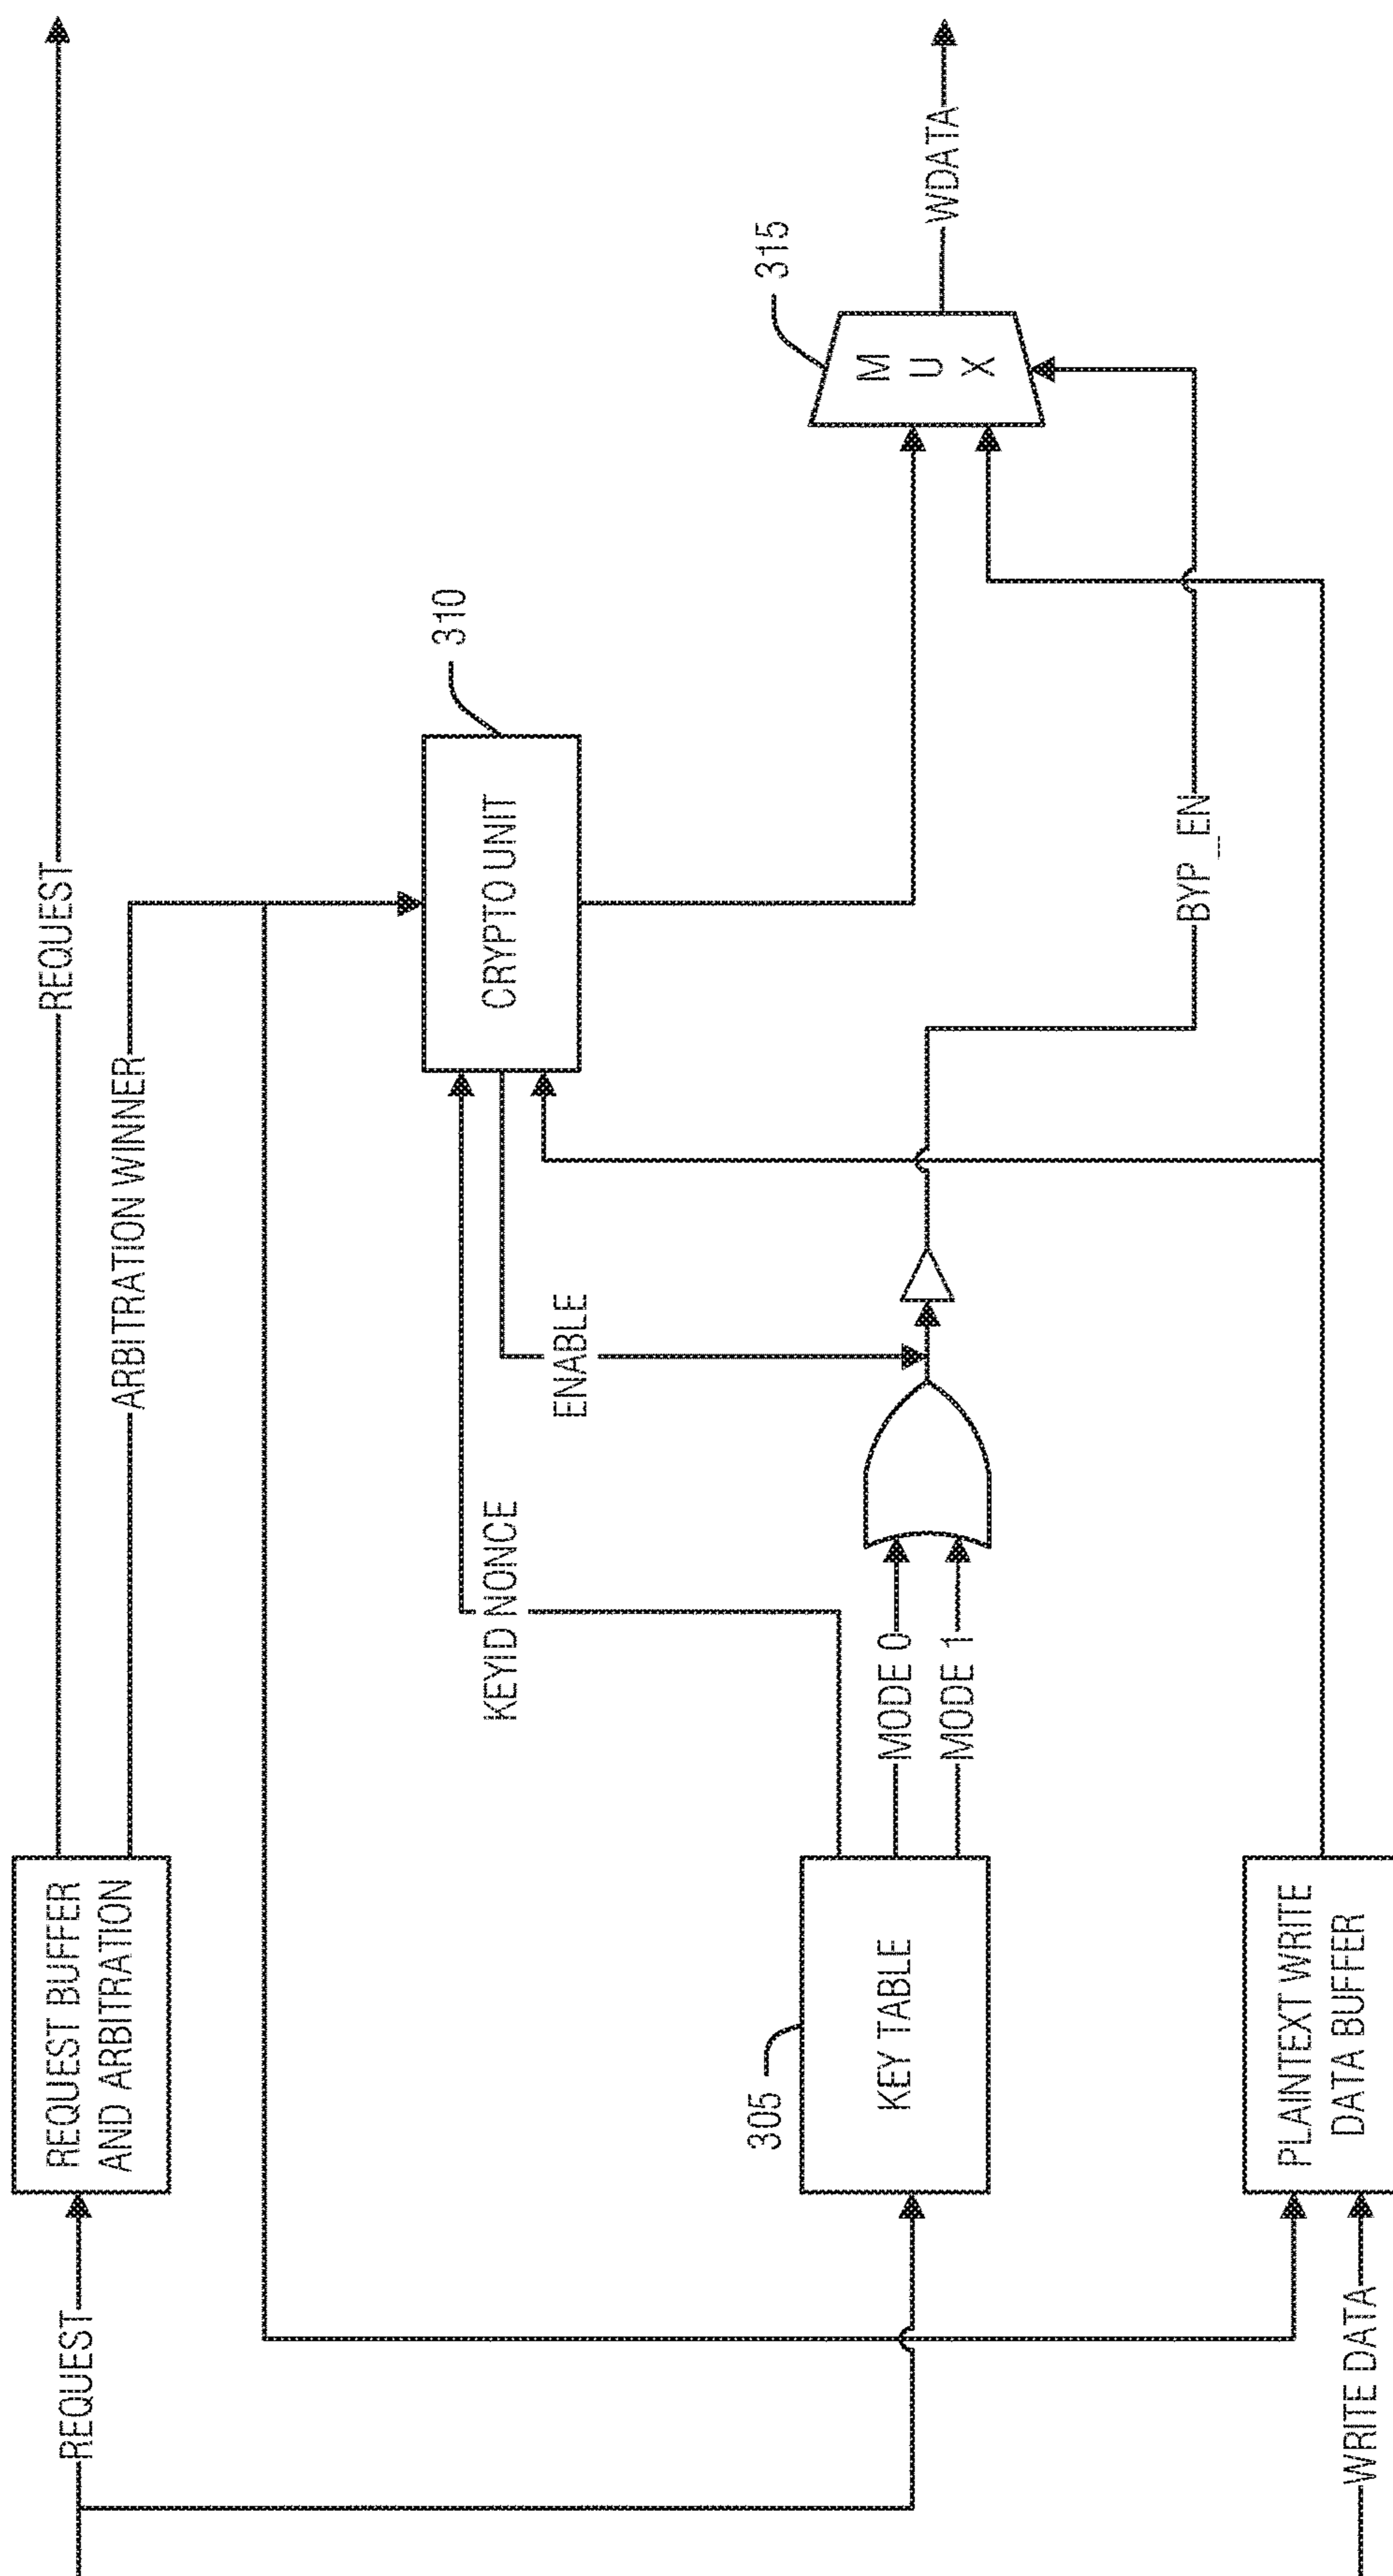 REQUEST
REQUEST BUFFER
AND ARBITRATION
REQUEST
ARBITRATION WINNER
KEYID NONCE
ENABLE
CRYPTO UNIT
310
305
KEY TABLE
MODE 0
MODE 1
BYP_EN
315
M
U
X
WDATA
WRITE DATA
PLAINTEXT WRITE
DATA BUFFER